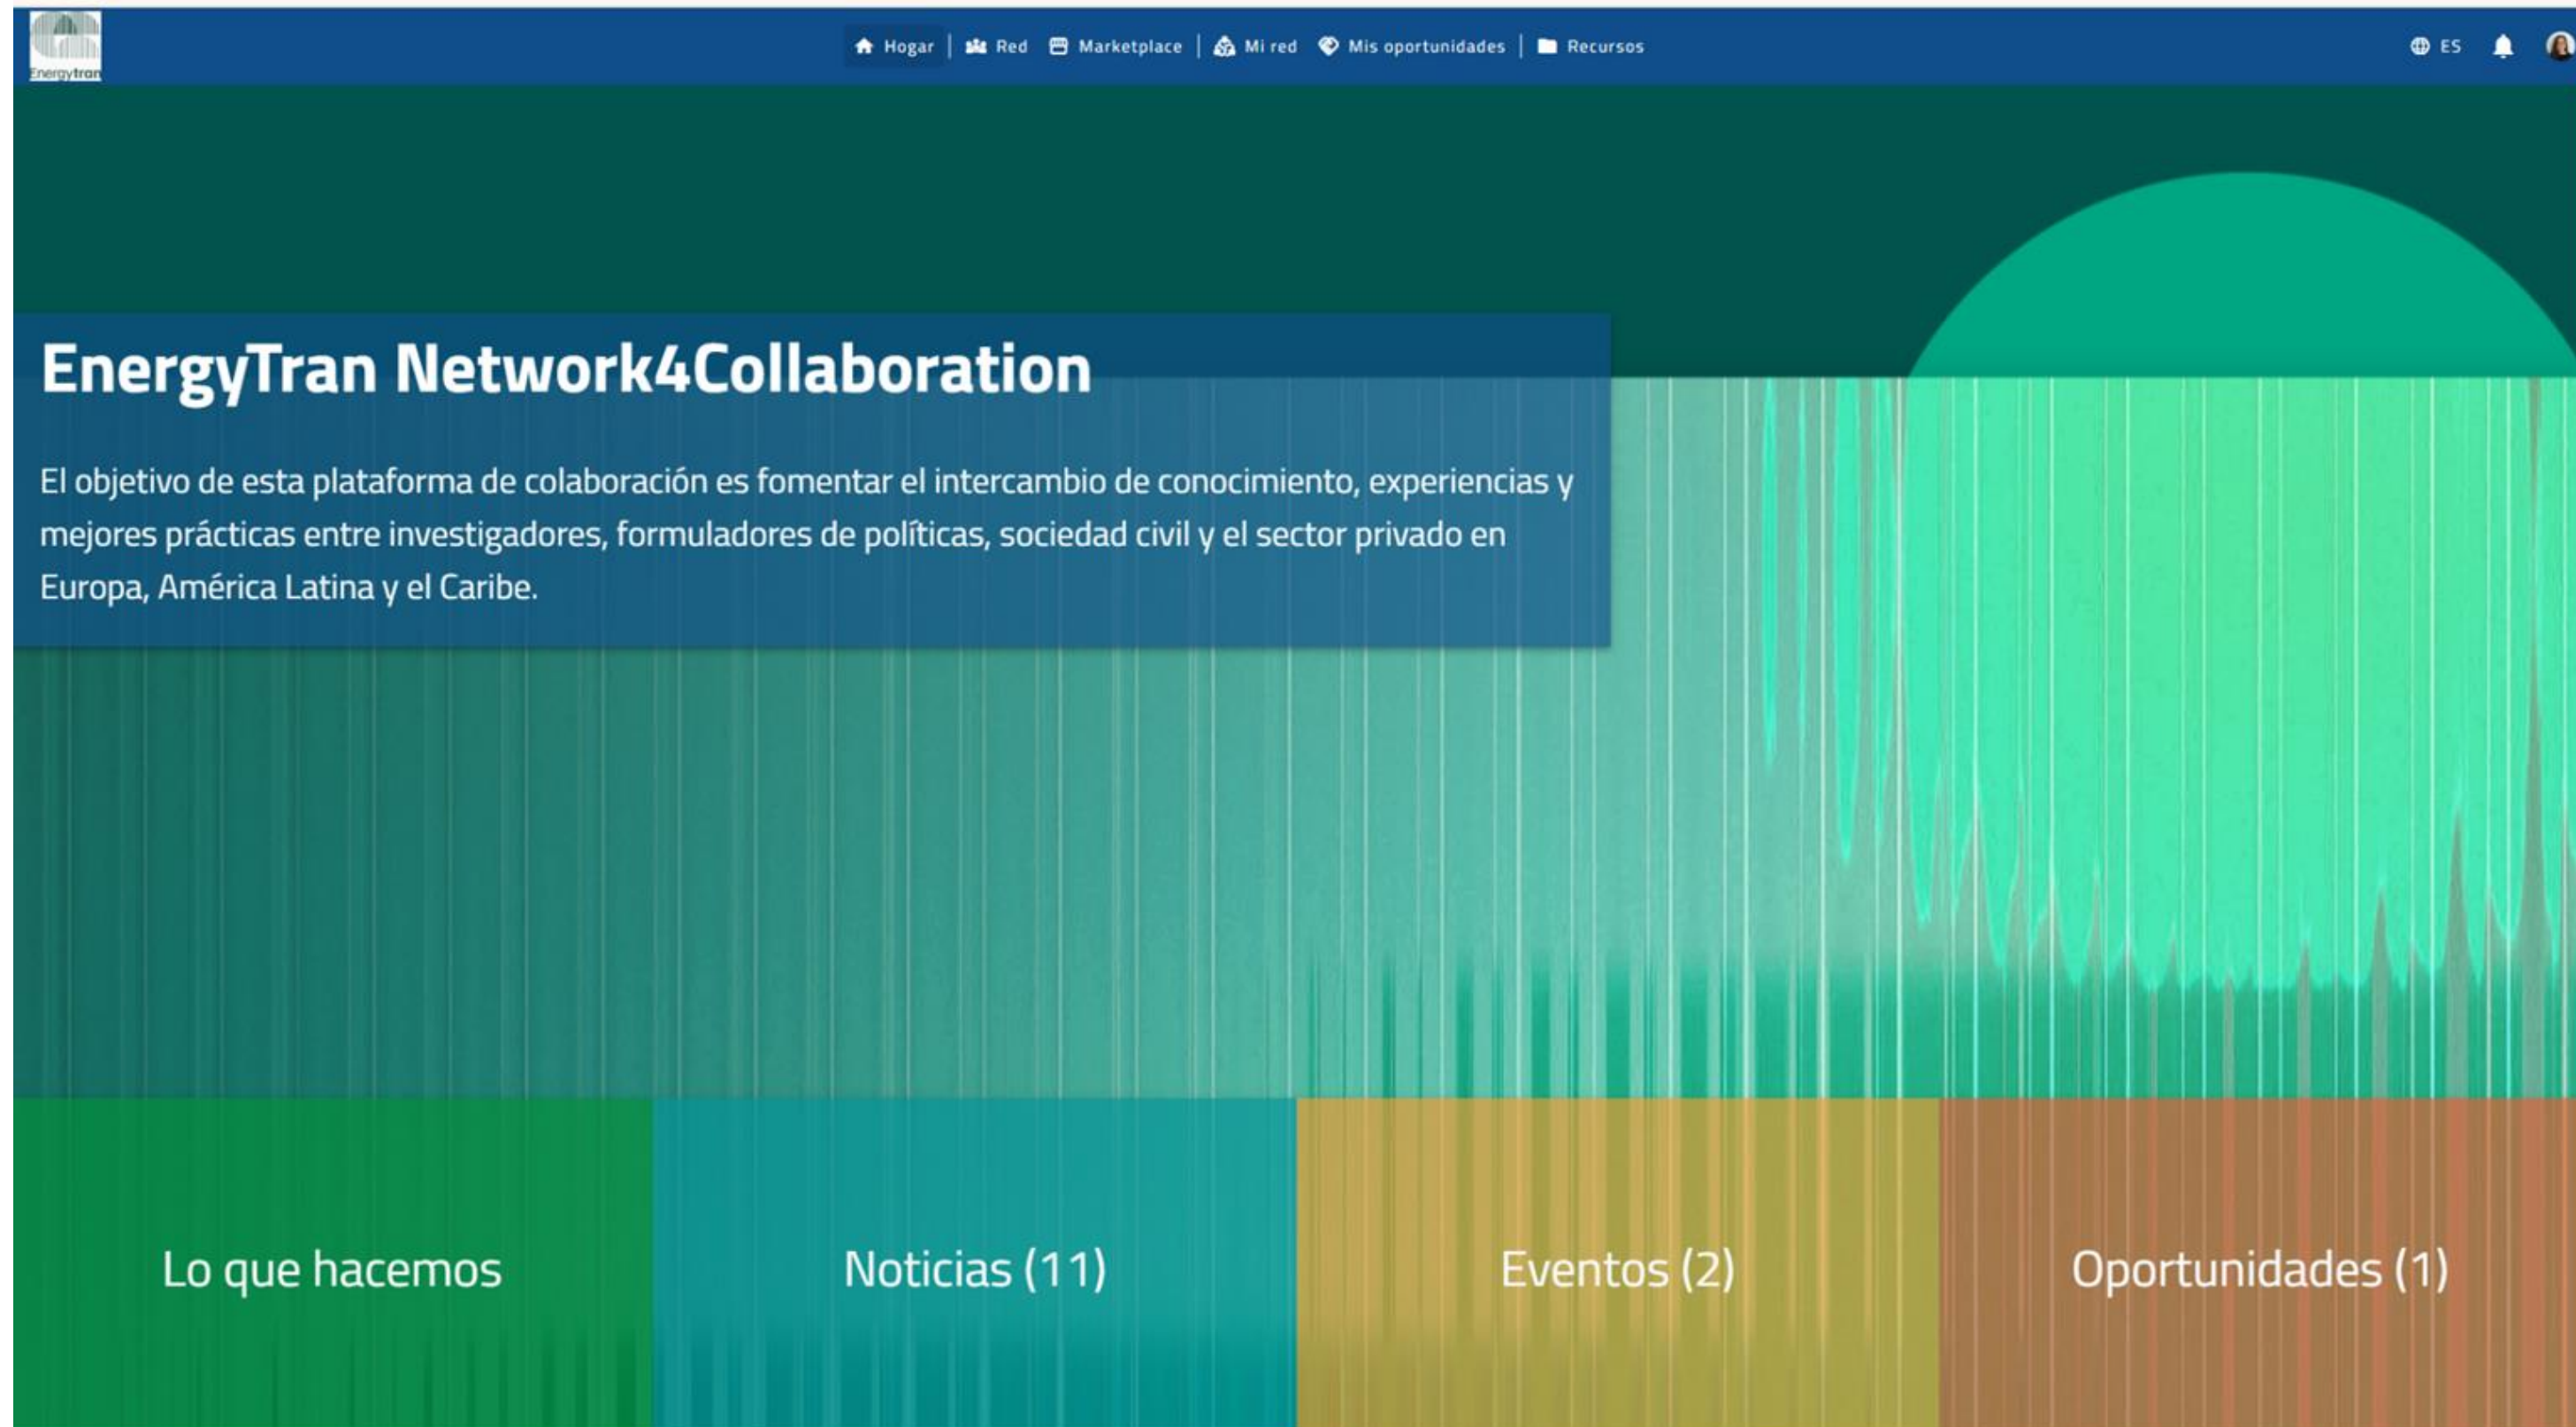 Energytran
Hogar | Red Marketplace | Mi red Mis oportunidades | Recursos
ES
EnergyTran Network4Collaboration
El objetivo de esta plataforma de colaboración es fomentar el intercambio de conocimiento, experiencias y
mejores prácticas entre investigadores, formuladores de políticas, sociedad civil y el sector privado en
Europa, América Latina y el Caribe.
Lo que hacemos
Noticias (11)
Eventos (2)
Oportunidades (1)